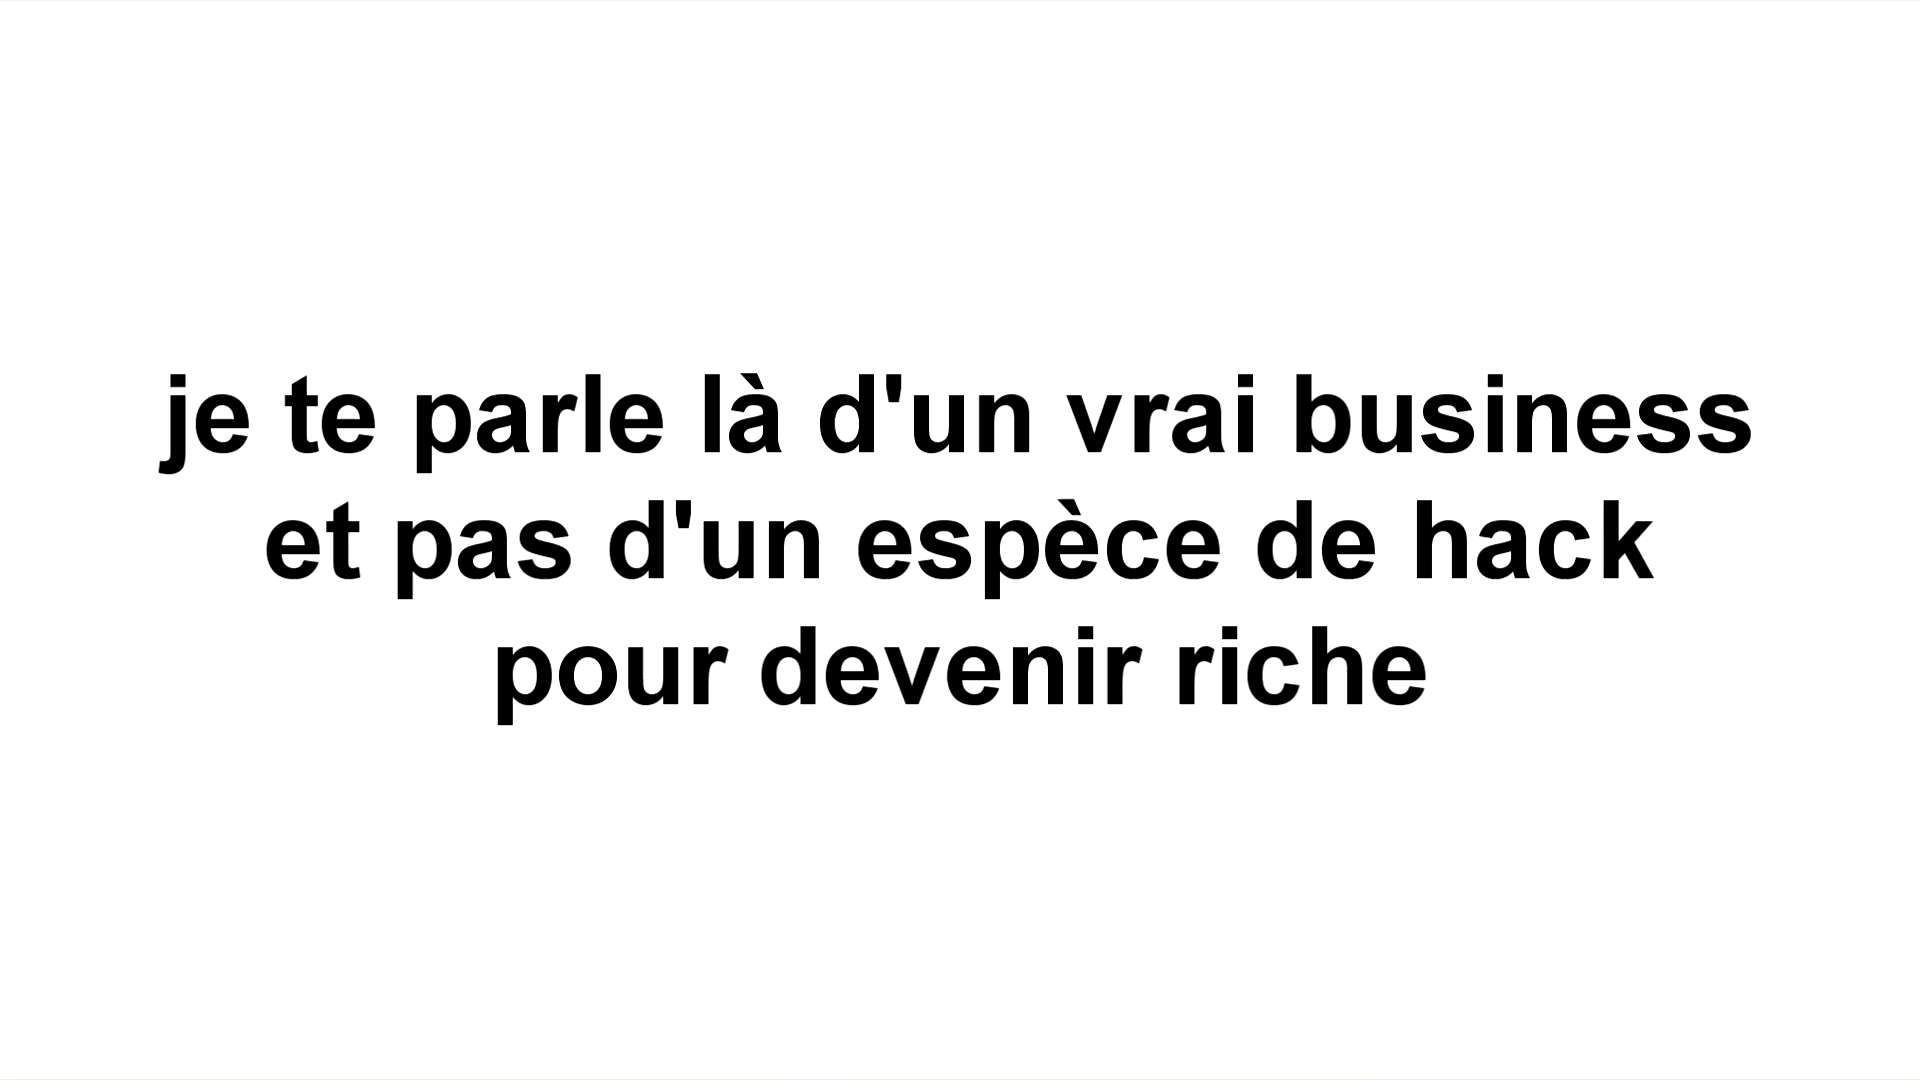 je te parle là d'un vrai business
et pas d'un espèce de hack
pour devenir riche